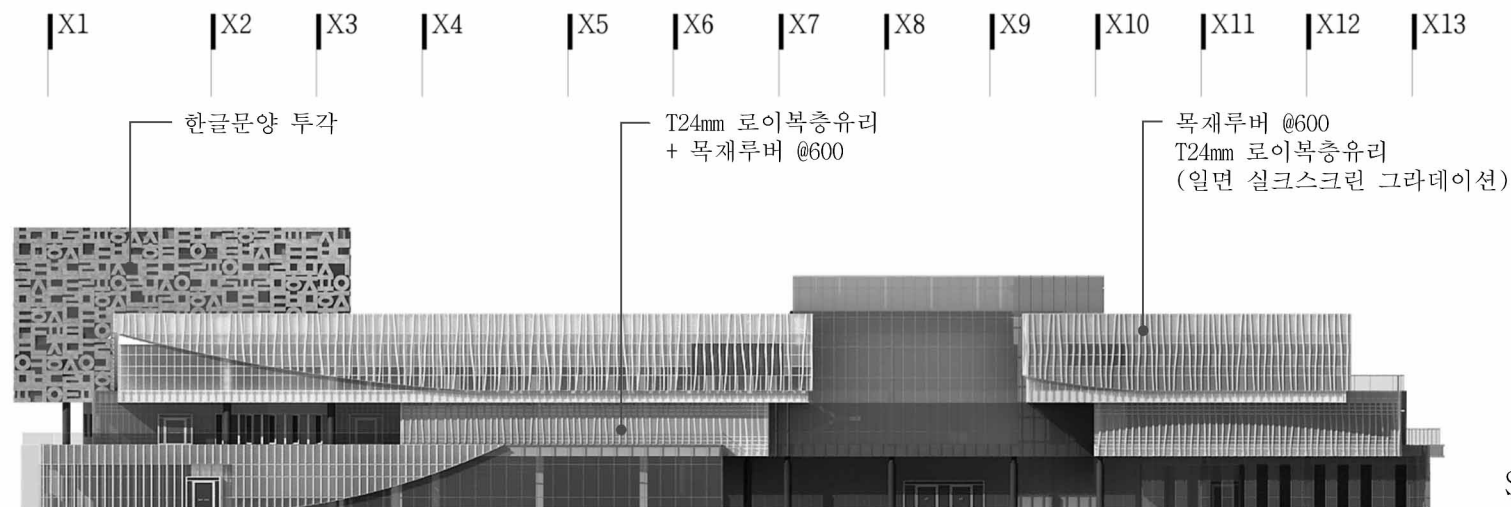 X1 X2 X3 X4 X5 X6 X7 X8 X9 X10 X11 X12 X13
한글문양 투각
T24mm 로이복층유리
+ 목재루버 @600
목재루버 @600
T24mm 로이복층유리
(일면 실크스크린 그라데이션)